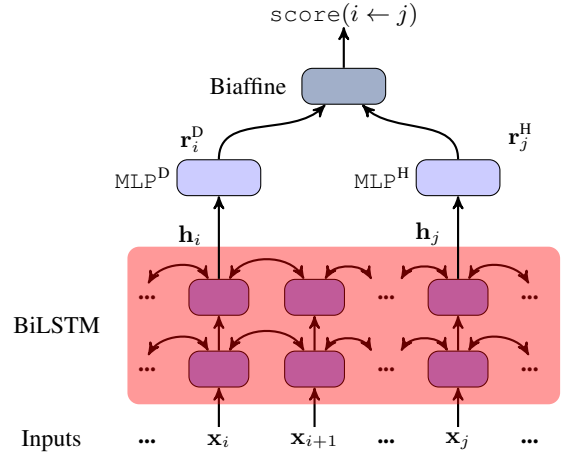 score(i ← j)
Biaffine
r_i^D r_j^H
MLP^D MLP^H
h_i h_j
... ... ...
BiLSTM
... ... ...
Inputs ... x_i x_{i+1} ... x_j ...